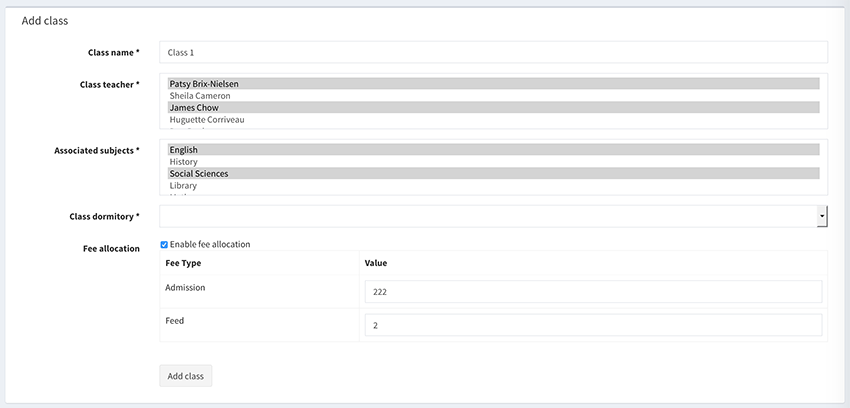 Add class
Class name *
Class 1
Class teacher *
Patsy Brix-Nielsen
Sheila Cameron
James Chow
Huguette Corriveau
Associated subjects *
English
History
Social Sciences
Library
Class dormitory *
Fee allocation
Enable fee allocation
Fee Type Value
Admission 222
Feed 2
Add class